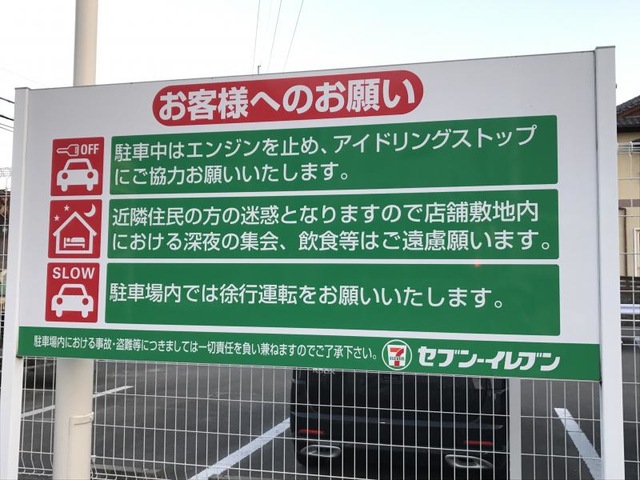 お客様へのお願い
OFF
駐車中はエンジンを止め、アイドリングストップ
にご協力お願いいたします。
近隣住民の方の迷惑となりますので店舗敷地内
における深夜の集会、飲食等はご遠慮願います。
SLOW
駐車場内では徐行運転をお願いいたします。
駐車場内における事故・盗難等につきましては一切責任を負い兼ねますのでご了承下さい。
7 ELEVEN セブン-イレブン